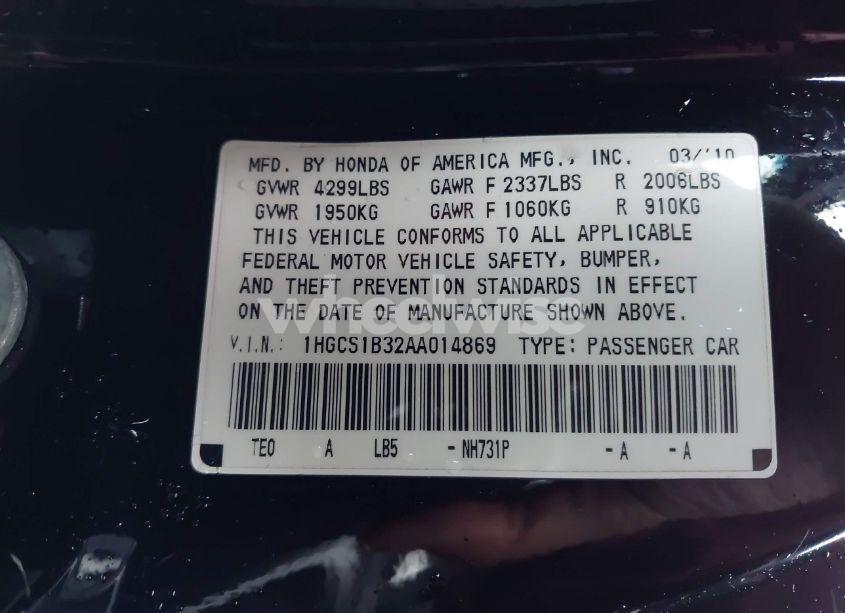 MFD. BY HONDA OF AMERICA MFG., INC. 03/'10
GVWR 4299LBS GAWR F 2337LBS R 2006LBS
GVWR 1950KG GAWR F 1060KG R 910KG
THIS VEHICLE CONFORMS TO ALL APPLICABLE
FEDERAL MOTOR VEHICLE SAFETY, BUMPER,
AND THEFT PREVENTION STANDARDS IN EFFECT
ON THE DATE OF MANUFACTURE SHOWN ABOVE.
wheelwise
V.I.N.: 1HGCS1B32AA014869 TYPE: PASSENGER CAR
TE0 A LB5 - NH731P - A - A